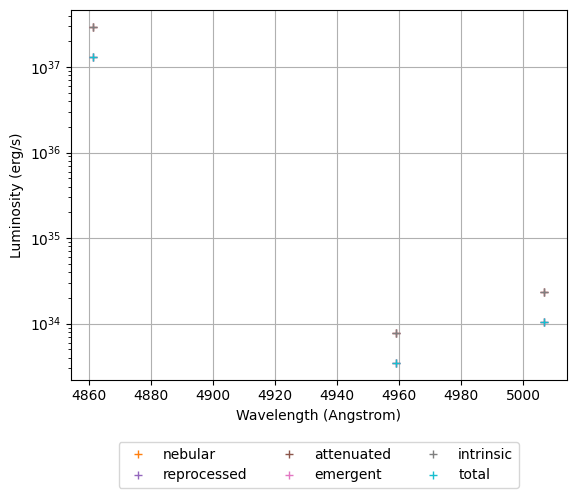 10^37
10^36
10^35
10^34
Luminosity (erg/s)
4860 4880 4900 4920 4940 4960 4980 5000
Wavelength (Angstrom)
nebular attenuated intrinsic
reprocessed emergent total